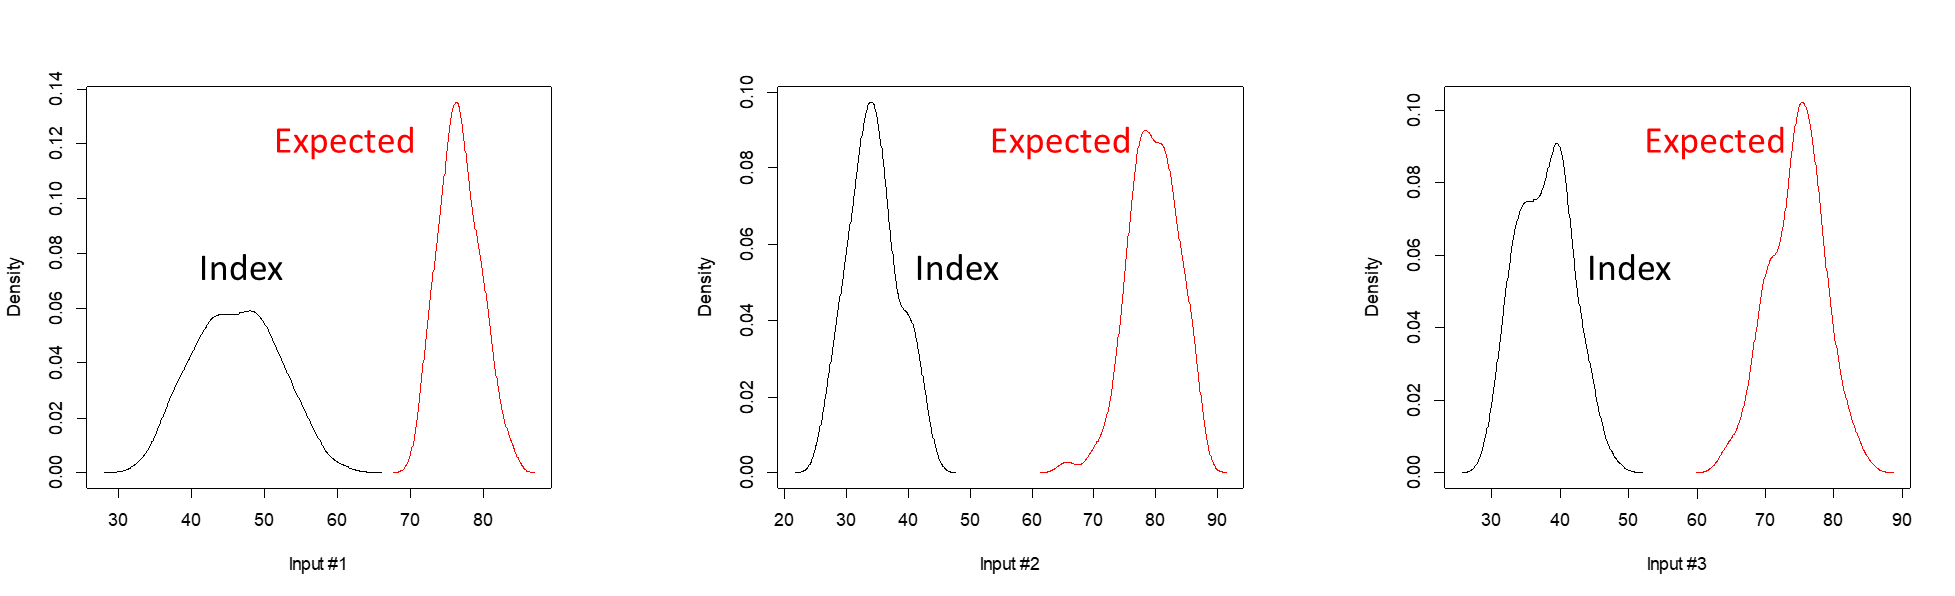 0.14
0.12
0.10
0.08
0.06
0.04
0.02
0.00
Density
Expected
Index
30 40 50 60 70 80
Input #1
0.10
0.08
0.06
0.04
0.02
0.00
Density
Expected
Index
20 30 40 50 60 70 80 90
Input #2
0.10
0.08
0.06
0.04
0.02
0.00
Density
Expected
Index
30 40 50 60 70 80 90
Input #3